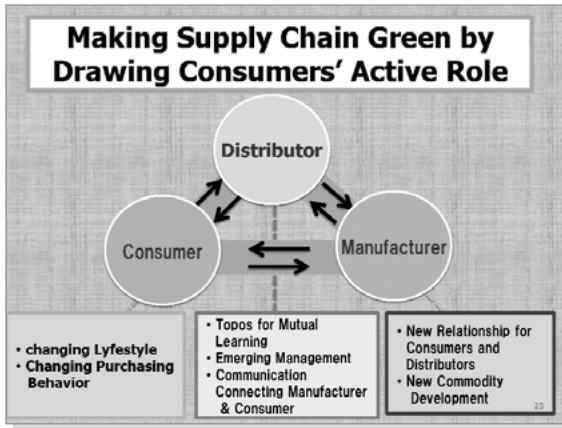 Making Supply Chain Green by
Drawing Consumers' Active Role
Distributor
Consumer
Manufacturer
• changing Lyfestyle
• Changing Purchasing
Behavior
• Topos for Mutual
Learning
• Emerging Management
• Communication
Connecting Manufacturer
& Consumer
• New Relationship for
Consumers and
Distributors
• New Commodity
Development
25